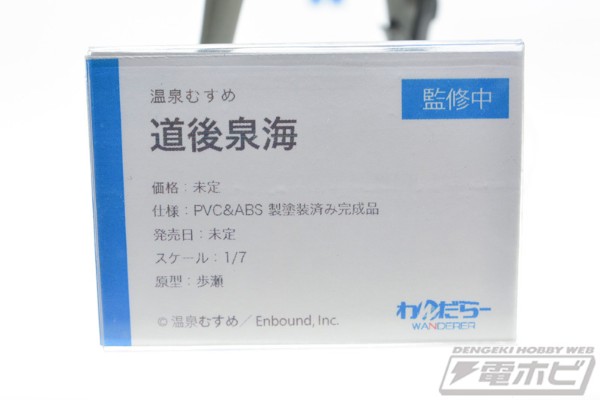 温泉むすめ
監修中
道後泉海
価格：未定
仕様：PVC&ABS 製塗装済み完成品
発売日：未定
スケール：1/7
原型：歩瀬
© 温泉むすめ／Enbound, Inc.
わんだらー
WANDERER
DENGEKI HOBBY WEB
電ホビ